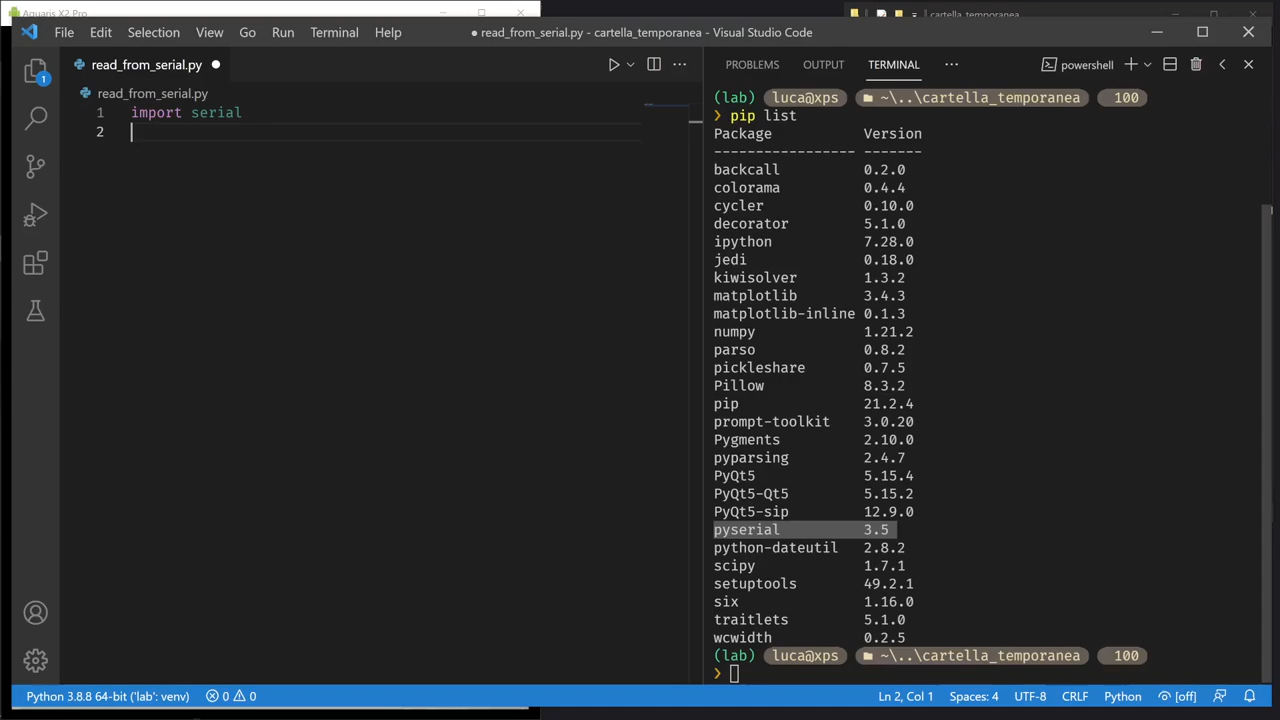 Aquaris X2 Pro
cartella_temporanea
File Edit Selection View Go Run Terminal Help
● read_from_serial.py - cartella_temporanea - Visual Studio Code
1
read_from_serial.py
read_from_serial.py
1 import serial
2
PROBLEMS OUTPUT TERMINAL ··· powershell
(lab) luca@xps ~\..\cartella_temporanea 100
❯ pip list
Package Version
----------------- -------
backcall 0.2.0
colorama 0.4.4
cycler 0.10.0
decorator 5.1.0
ipython 7.28.0
jedi 0.18.0
kiwisolver 1.3.2
matplotlib 3.4.3
matplotlib-inline 0.1.3
numpy 1.21.2
parso 0.8.2
pickleshare 0.7.5
Pillow 8.3.2
pip 21.2.4
prompt-toolkit 3.0.20
Pygments 2.10.0
pyparsing 2.4.7
PyQt5 5.15.4
PyQt5-Qt5 5.15.2
PyQt5-sip 12.9.0
pyserial 3.5
python-dateutil 2.8.2
scipy 1.7.1
setuptools 49.2.1
six 1.16.0
traitlets 5.1.0
wcwidth 0.2.5
(lab) luca@xps ~\..\cartella_temporanea 100
❯
Python 3.8.8 64-bit ('lab': venv) 0 0 Ln 2, Col 1 Spaces: 4 UTF-8 CRLF Python [off]